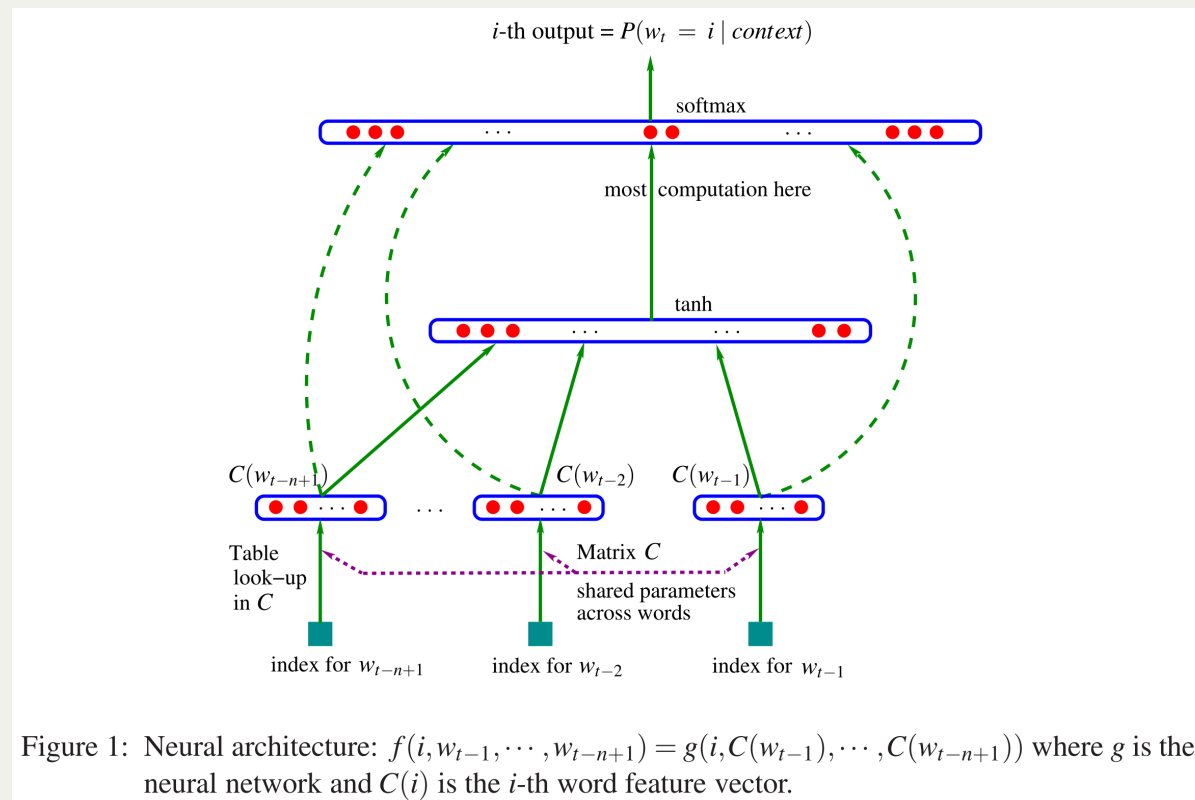 i-th output = P(w_t = i | context)
softmax
... ...
most computation here
tanh
... ...
C(w_{t−n+1}) C(w_{t−2}) C(w_{t−1})
... ... ... ...
Table
look−up
in C
Matrix C
shared parameters
across words
index for w_{t−n+1} index for w_{t−2} index for w_{t−1}
Figure 1: Neural architecture: f(i, w_{t−1}, ⋯ , w_{t−n+1}) = g(i, C(w_{t−1}), ⋯ , C(w_{t−n+1})) where g is the
neural network and C(i) is the i-th word feature vector.